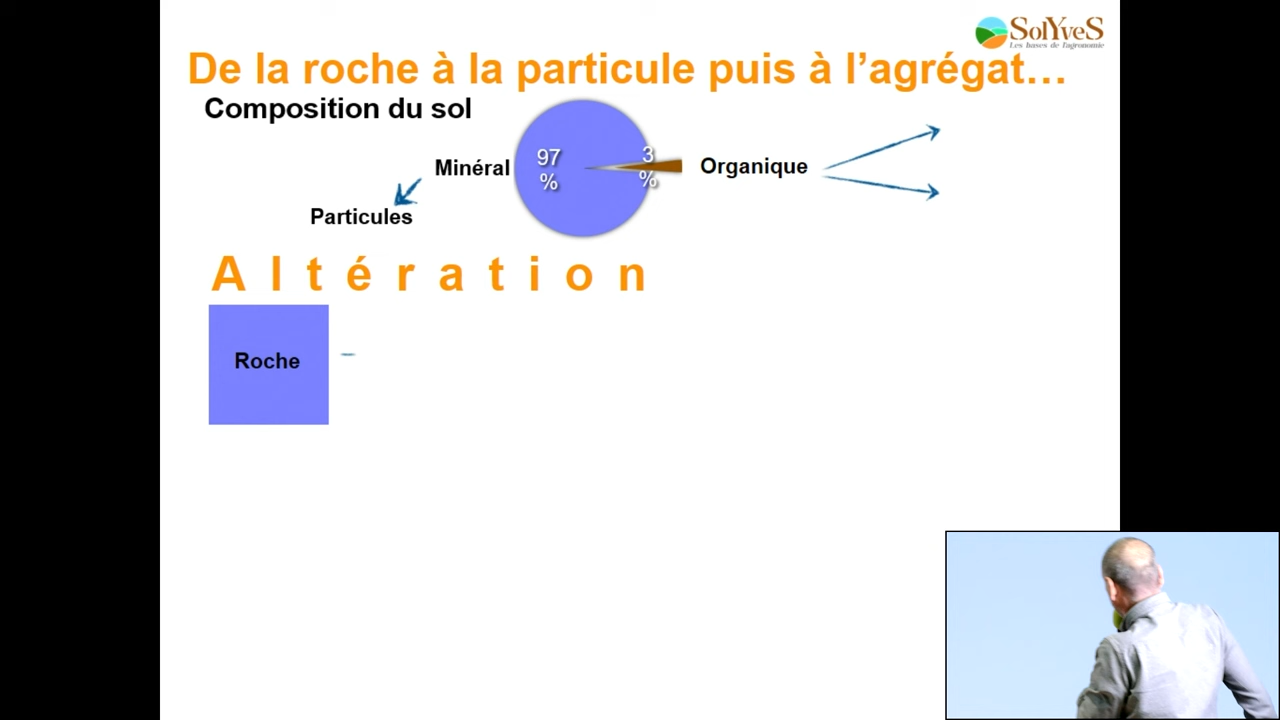 SolYveS
Les bases de l'agronomie
De la roche à la particule puis à l’agrégat…
Composition du sol
Minéral
97
%
3
%
Organique
Particules
Altération
Roche